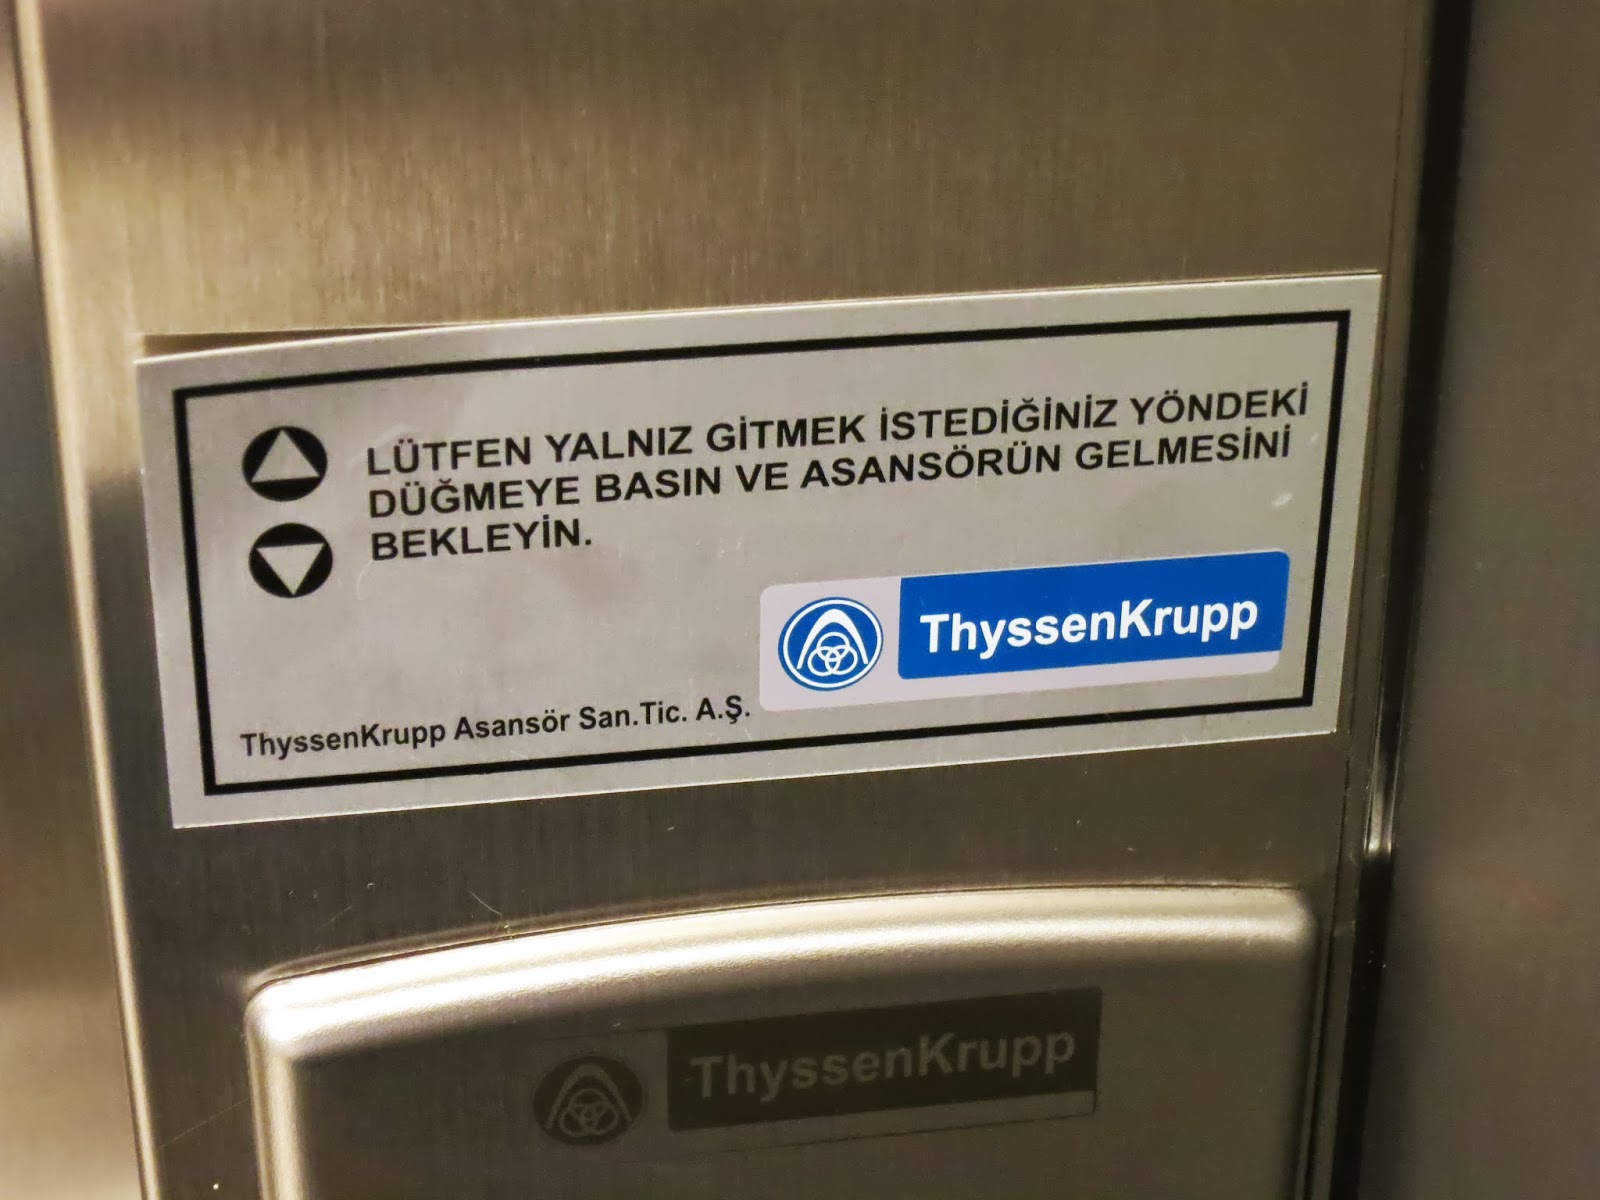 LÜTFEN YALNIZ GİTMEK İSTEDİĞİNİZ YÖNDEKİ
DÜĞMEYE BASIN VE ASANSÖRÜN GELMESİNİ
BEKLEYİN.
ThyssenKrupp
ThyssenKrupp Asansör San.Tic. A.Ş.
ThyssenKrupp